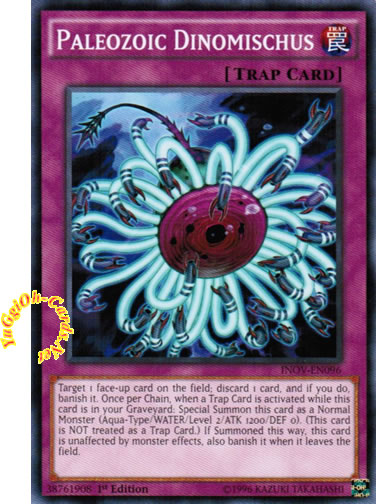 PALEOZOIC DINOMISCHUS
TRAP
罠
[TRAP CARD]
YuGgiOh-Cards.net
INOV-EN096
Target 1 face-up card on the field; discard 1 card, and if you do,
banish it. Once per Chain, when a Trap Card is activated while this
card is in your Graveyard: Special Summon this card as a Normal
Monster (Aqua-Type/WATER/Level 2/ATK 1200/DEF 0). (This card
is NOT treated as a Trap Card. If Summoned this way, this card
is unaffected by monster effects, also banish it when it leaves the
field.
38761908 1st Edition
©1996 KAZUKI TAKAHASHI